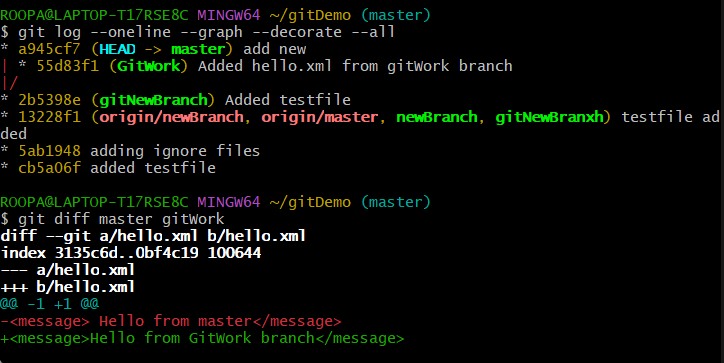 ROOPA@LAPTOP-T17RSE8C MINGW64 ~/gitDemo (master)
$ git log --oneline --graph --decorate --all
* a945cf7 (HEAD -> master) add new
| * 55d83f1 (GitWork) Added hello.xml from gitWork branch
|/
* 2b5398e (gitNewBranch) Added testfile
* 13228f1 (origin/newBranch, origin/master, newBranch, gitNewBranxh) testfile ad
ded
* 5ab1948 adding ignore files
* cb5a06f added testfile
ROOPA@LAPTOP-T17RSE8C MINGW64 ~/gitDemo (master)
$ git diff master gitWork
diff --git a/hello.xml b/hello.xml
index 3135c6d..0bf4c19 100644
--- a/hello.xml
+++ b/hello.xml
@@ -1 +1 @@
-<message> Hello from master</message>
+<message>Hello from GitWork branch</message>